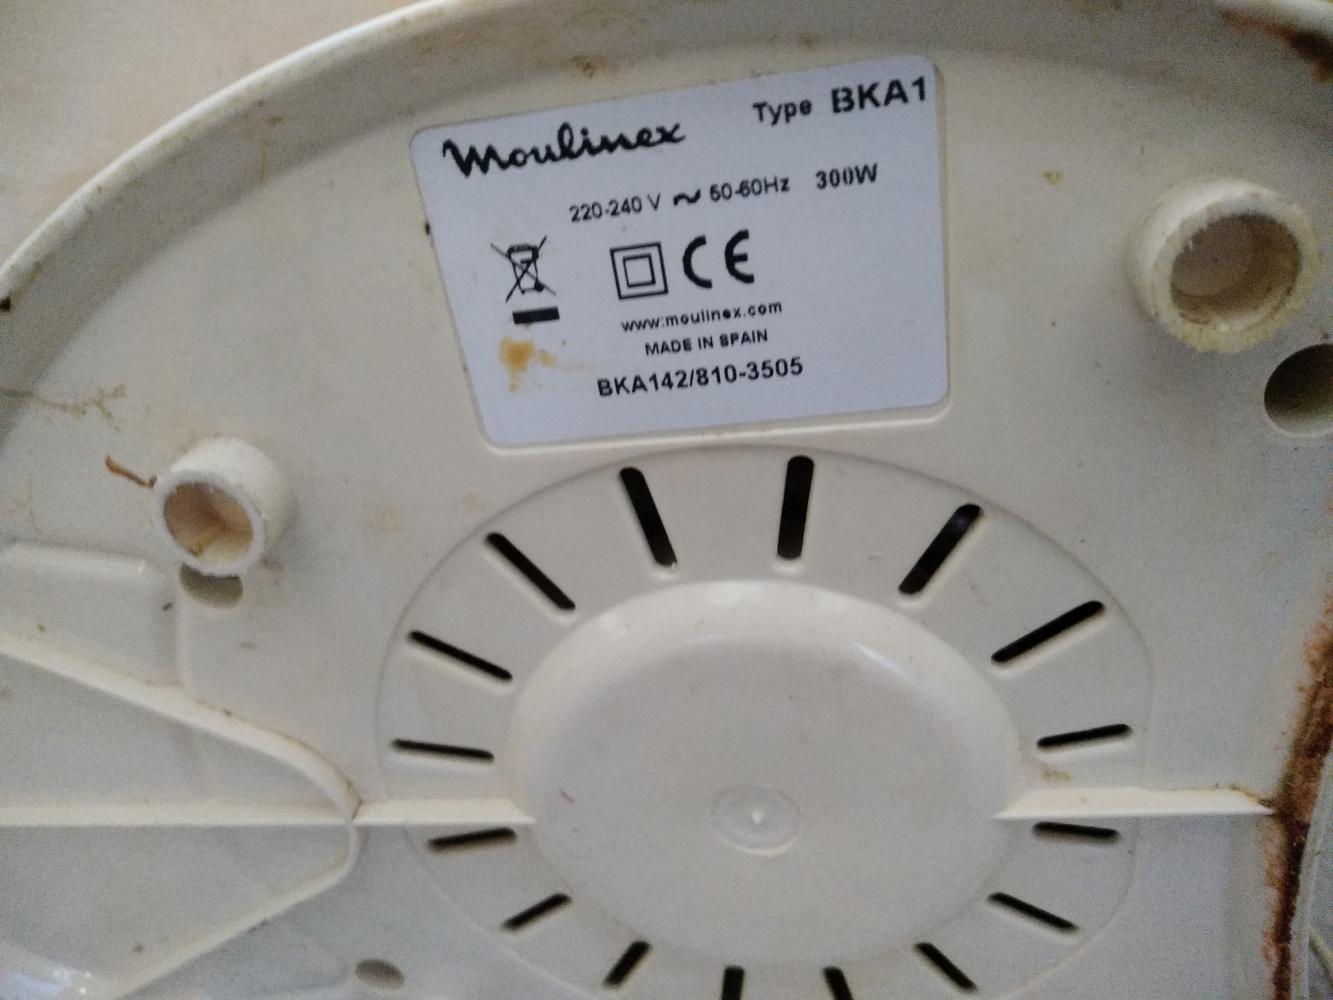 Moulinex Type BKA1
220-240 V ~ 50-60Hz 300W
CE
www.moulinex.com
MADE IN SPAIN
BKA142/810-3505